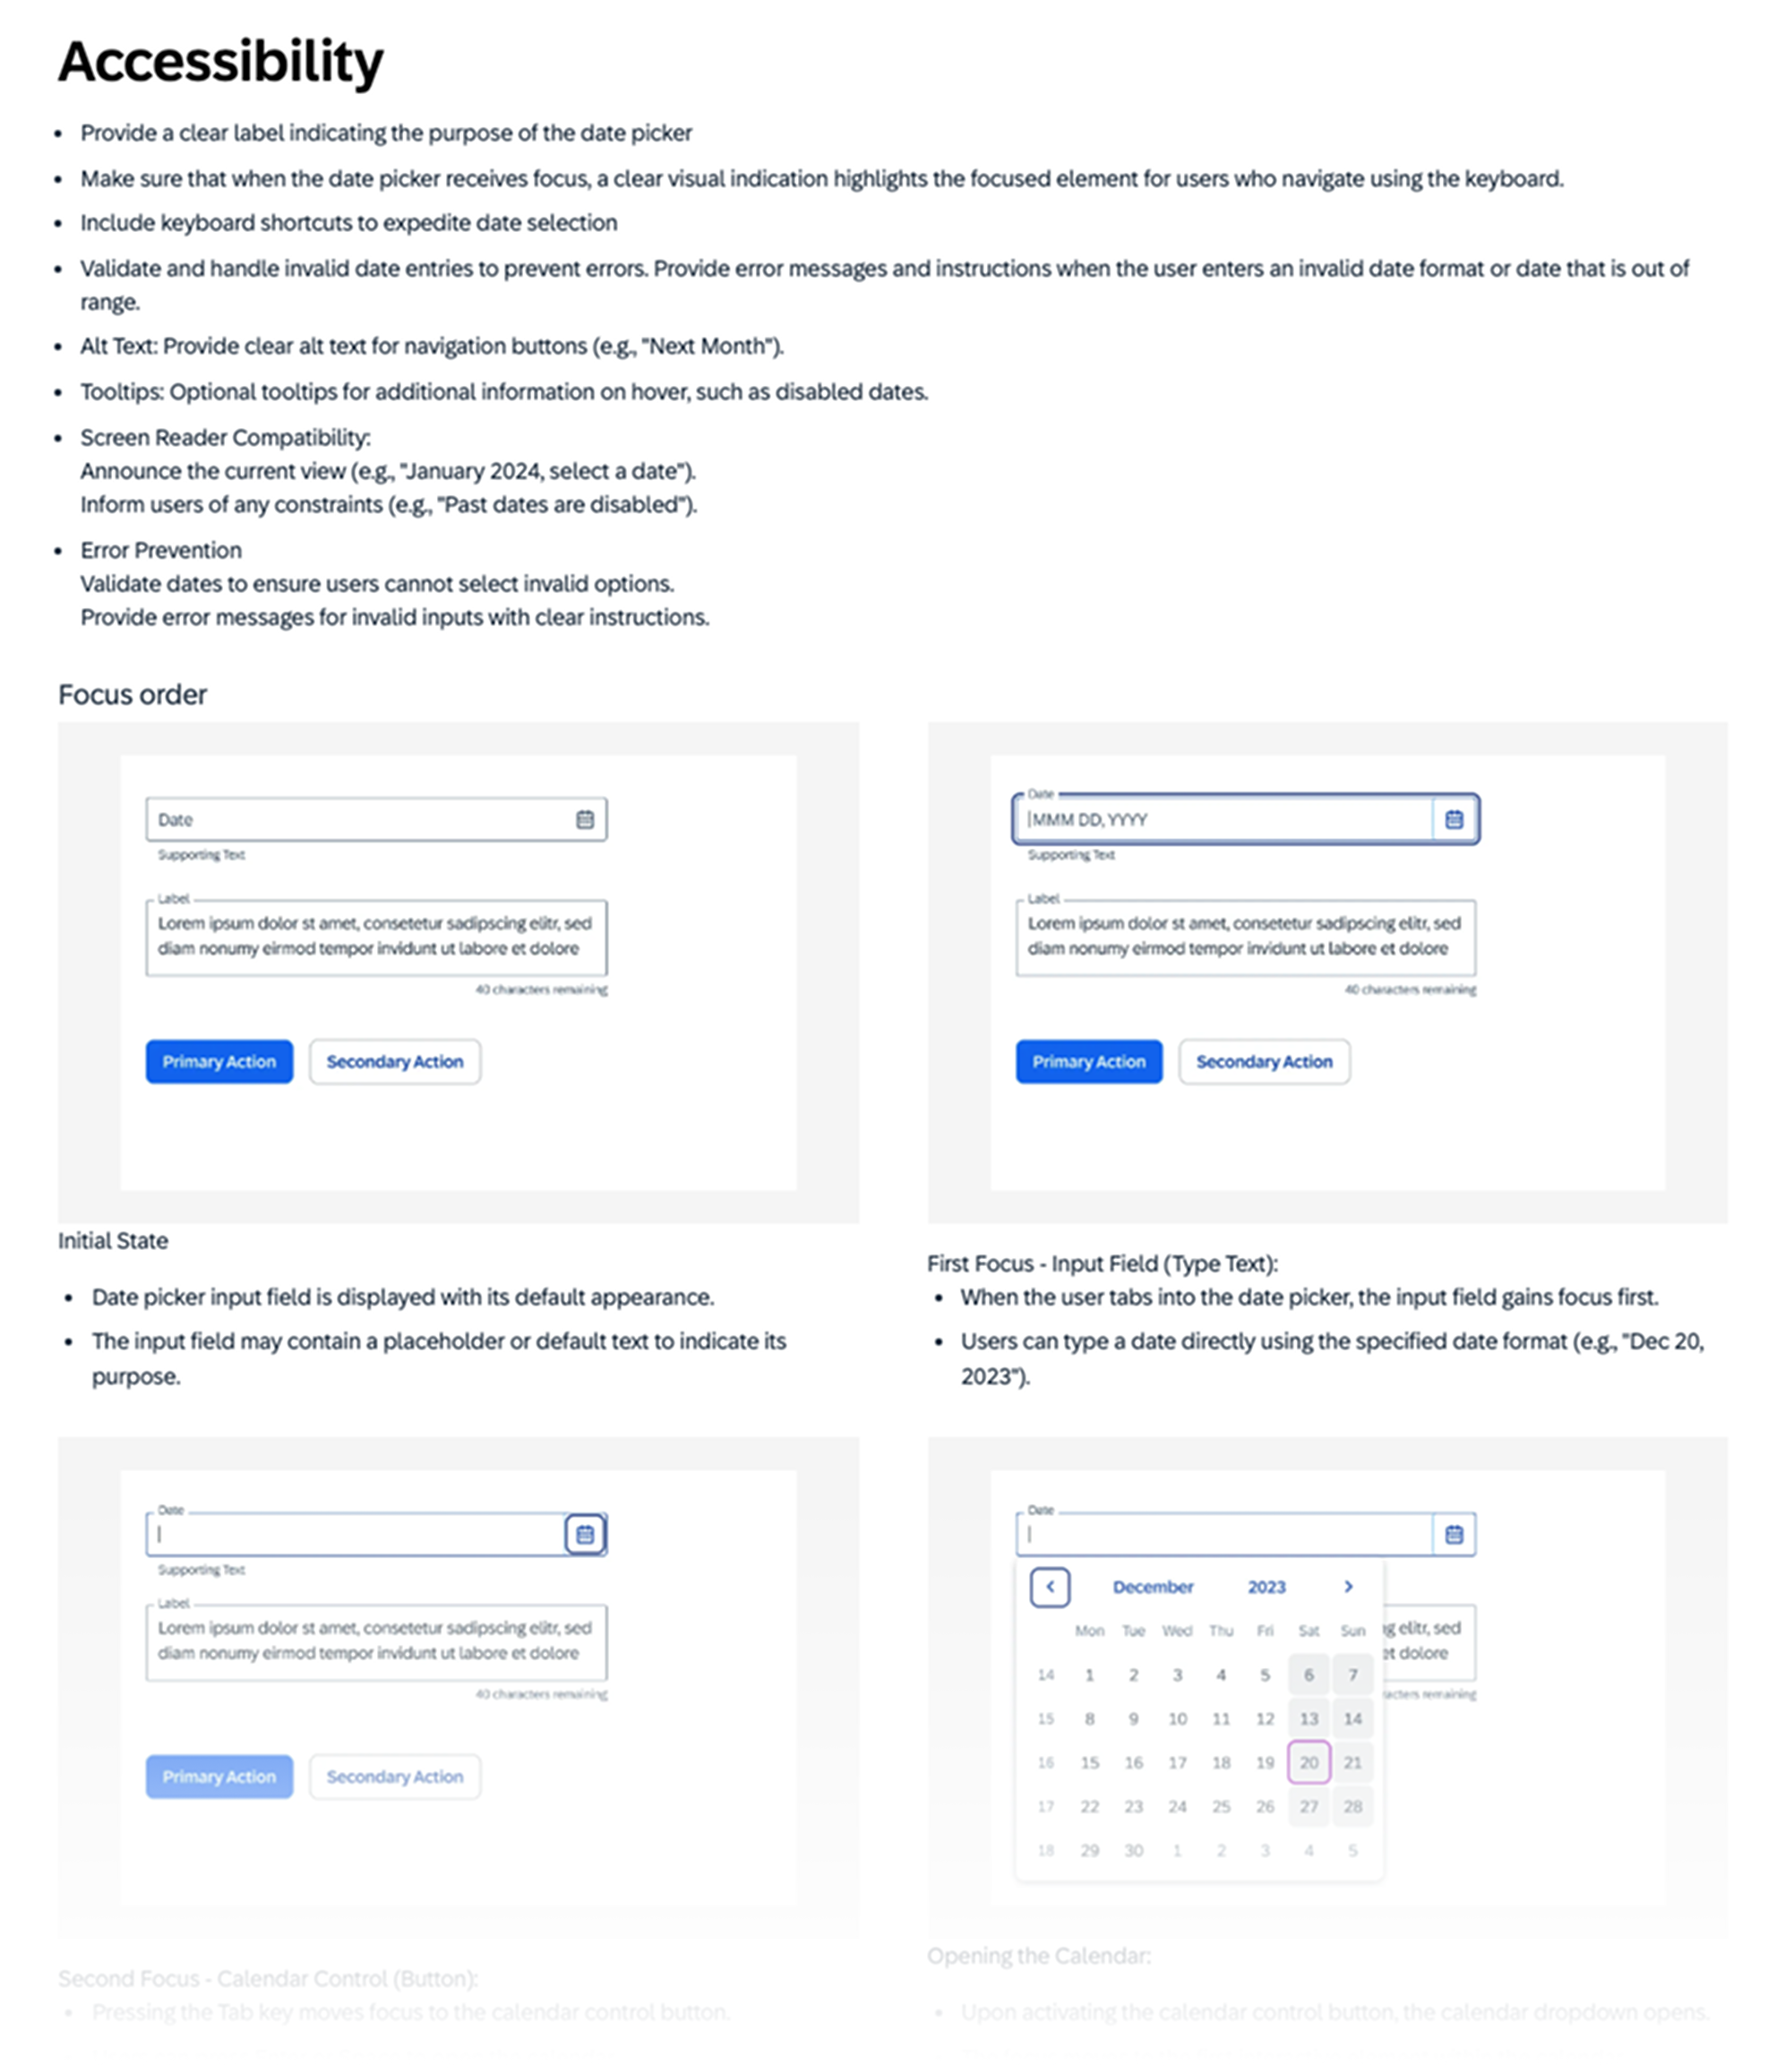 Accessibility
Provide a clear label indicating the purpose of the date picker
Make sure that when the date picker receives focus, a clear visual indication highlights the focused element for users who navigate using the keyboard.
Include keyboard shortcuts to expedite date selection
Validate and handle invalid date entries to prevent errors. Provide error messages and instructions when the user enters an invalid date format or date that is out of
range.
Alt Text: Provide clear alt text for navigation buttons (e.g., "Next Month").
Tooltips: Optional tooltips for additional information on hover, such as disabled dates.
Screen Reader Compatibility:
Announce the current view (e.g., "January 2024, select a date").
Inform users of any constraints (e.g., "Past dates are disabled").
Error Prevention
Validate dates to ensure users cannot select invalid options.
Provide error messages for invalid inputs with clear instructions.
Focus order
Date
Supporting Text
Label
Lorem ipsum dolor st amet, consetetur sadipscing elitr, sed
diam nonumy eirmod tempor invidunt ut labore et dolore
40 characters remaining
Primary Action
Secondary Action
Initial State
Date picker input field is displayed with its default appearance.
The input field may contain a placeholder or default text to indicate its
purpose.
Date
MMM DD, YYYY
Supporting Text
Label
Lorem ipsum dolor st amet, consetetur sadipscing elitr, sed
diam nonumy eirmod tempor invidunt ut labore et dolore
40 characters remaining
Primary Action
Secondary Action
First Focus - Input Field (Type Text):
When the user tabs into the date picker, the input field gains focus first.
Users can type a date directly using the specified date format (e.g., "Dec 20,
2023").
Date
Supporting Text
Label
Lorem ipsum dolor st amet, consetetur sadipscing elitr, sed
diam nonumy eirmod tempor invidunt ut labore et dolore
40 characters remaining
Primary Action
Secondary Action
Second Focus - Calendar Control (Button):
Pressing the Tab key moves focus to the calendar control button.
Date
December 2023
Mon Tue Wed Thu Fri Sat Sun
14 1 2 3 4 5 6 7
15 8 9 10 11 12 13 14
16 15 16 17 18 19 20 21
17 22 23 24 25 26 27 28
18 29 30 1 2 3 4 5
elitr, sed
et dolore
remaining
Opening the Calendar:
Upon activating the calendar control button, the calendar dropdown opens.